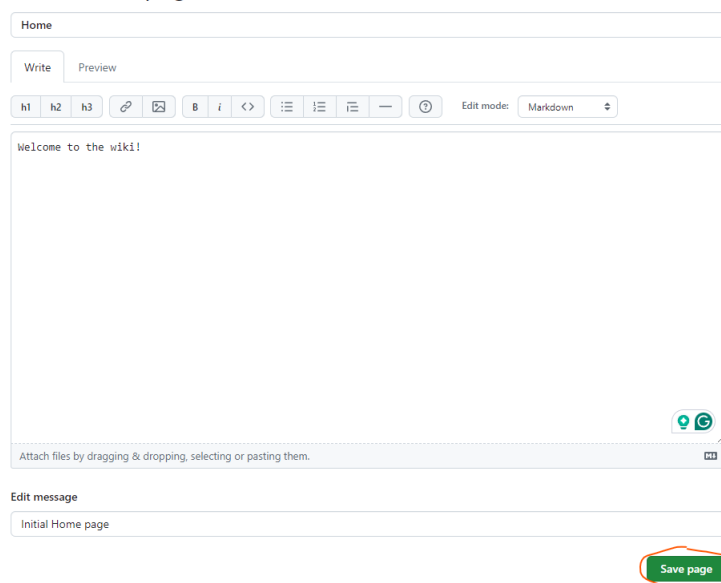 Home
Write Preview
h1 h2 h3 B i <> Edit mode: Markdown
Welcome to the wiki!
Attach files by dragging & dropping, selecting or pasting them.
Edit message
Initial Home page
Save page